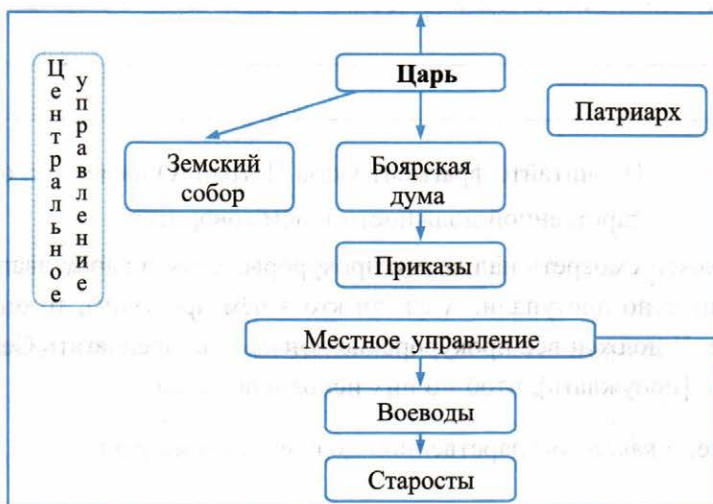 Центральное
управление
Царь
Патриарх
Земский
собор
Боярская
дума
Приказы
Местное управление
Воеводы
Старосты